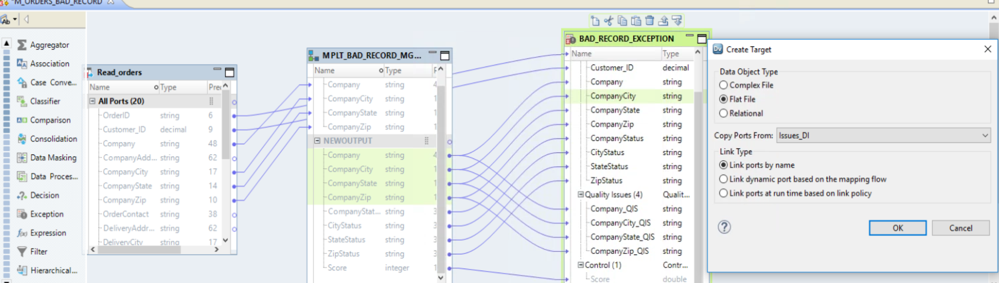 *M_ORDERS_BAD_RECORD
Ab
Aggregator
Association
Case Conve...
Classifier
Comparison
Consolidation
Data Masking
Data Proces...
Decision
Exception
f(x) Expression
Filter
Hierarchical...
Read_orders
Name Type Prec
All Ports (20)
OrderID string 6
Customer_ID decimal 9
Company string 48
CompanyAdd... string 62
CompanyCity string 17
CompanyState string 14
CompanyZip string 10
OrderContact string 38
DeliveryAddr... string 62
DeliveryCity string 17
MPLT_BAD_RECORD_MG...
Name Type
Company string 4
CompanyCity string 1
CompanyState string 1
CompanyZip string 1
NEWOUTPUT
Company string 4
CompanyCity string 1
CompanyState string 1
CompanyZip string 1
CompanyStat... string 3
CityStatus string 3
StateStatus string 3
ZipStatus string 3
Score integer 1
BAD_RECORD_EXCEPTION
Name Type
Customer_ID decimal
Company string
CompanyCity string
CompanyState string
CompanyZip string
CompanyStatus string
CityStatus string
StateStatus string
ZipStatus string
Quality Issues (4) Qualit...
Company_QIS string
CompanyCity_QIS string
CompanyState_QIS string
CompanyZip_QIS string
Control (1) Contr...
Score double
Dv Create Target
Data Object Type
Complex File
Flat File
Relational
Copy Ports From: Issues_DI
Link Type
Link ports by name
Link dynamic port based on the mapping flow
Link ports at run time based on link policy
? OK Cancel